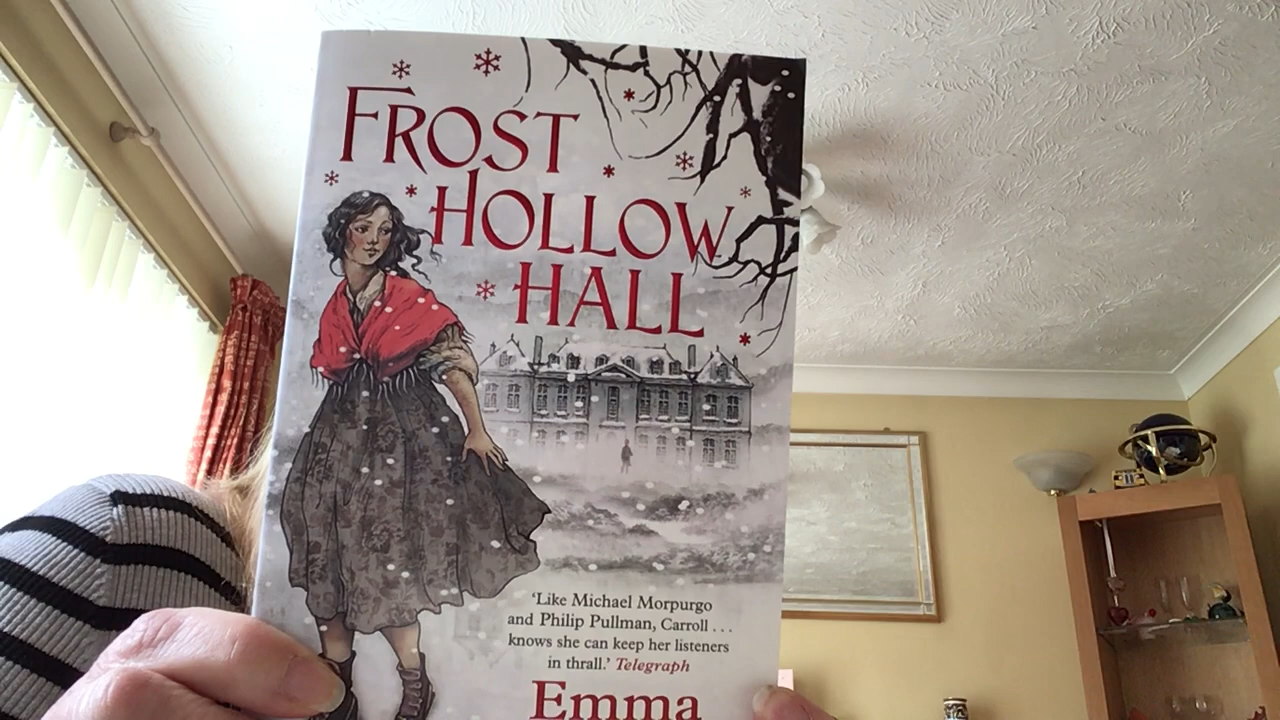 FROST
HOLLOW
HALL
'Like Michael Morpurgo
and Philip Pullman, Carroll . . .
knows she can keep her listeners
in thrall.' Telegraph
Emma